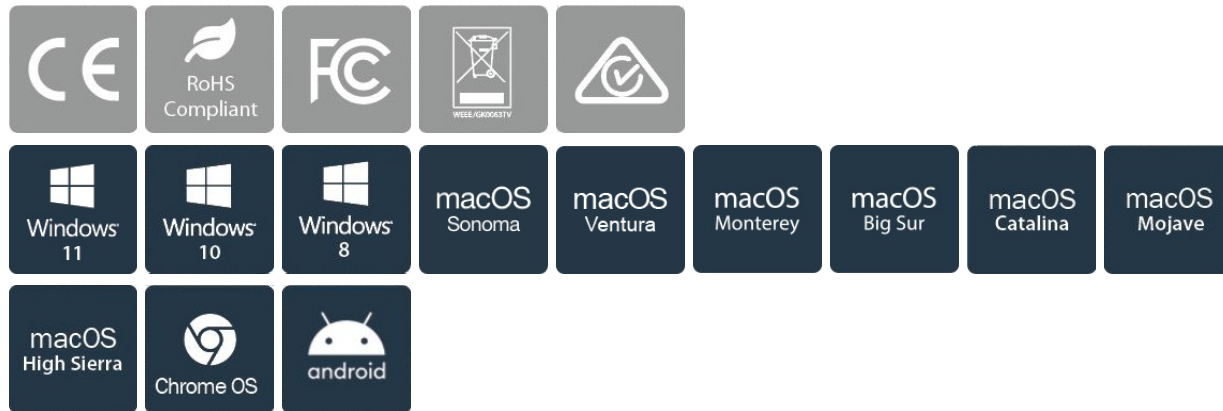 CE
RoHS
Compliant
FC
WEEE/GK0063TV
Windows
11
Windows
10
Windows
8
macOS
Sonoma
macOS
Ventura
macOS
Monterey
macOS
Big Sur
macOS
Catalina
macOS
Mojave
macOS
High Sierra
Chrome OS
android